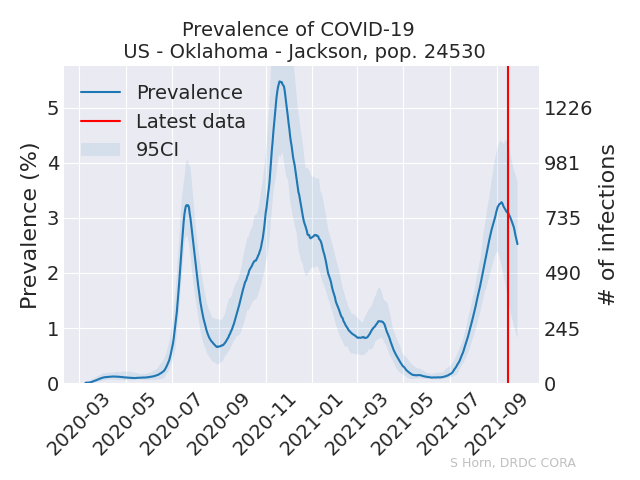 Prevalence of COVID-19
US - Oklahoma - Jackson, pop. 24530
Prevalence
Latest data
95CI
Prevalence (%)
5
4
3
2
1
0
1226
981
735
490
245
0
# of infections
2020-03
2020-05
2020-07
2020-09
2020-11
2021-01
2021-03
2021-05
2021-07
2021-09
S Horn, DRDC CORA